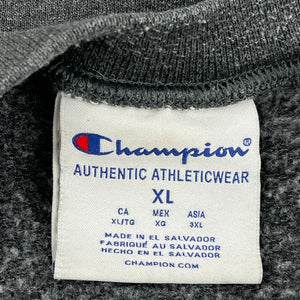 Champion®
AUTHENTIC ATHLETICWEAR
XL
CA MEX ASIA
XL/TG XG 3XL
MADE IN EL SALVADOR
FABRIQUÉ AU SALVADOR
HECHO EN EL SALVADOR
CHAMPION.COM